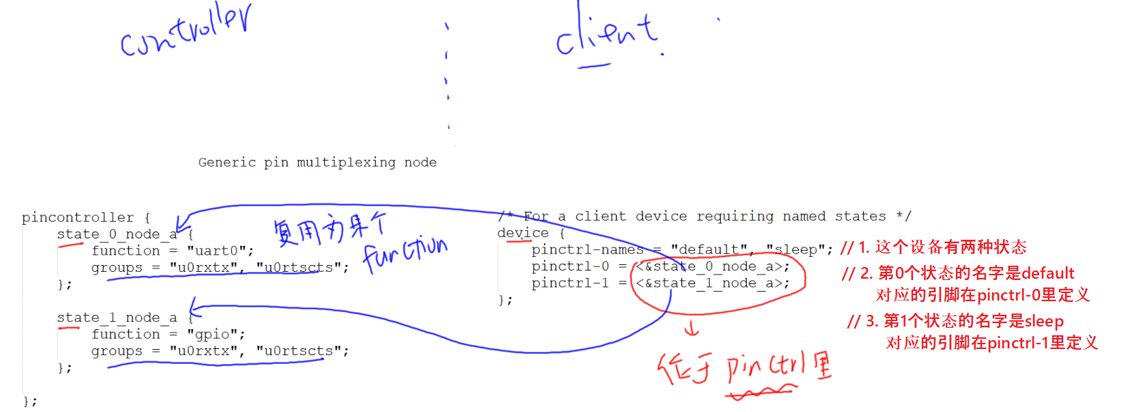 controller
client.
Generic pin multiplexing node
pincontroller {
state_0_node_a {
function = "uart0";
groups = "u0rxtx", "u0rtscts";
};
state_1_node_a {
function = "gpio";
groups = "u0rxtx", "u0rtscts";
};
};
复用为某个
function
/* For a client device requiring named states */
device {
pinctrl-names = "default", "sleep";
pinctrl-0 = <&state_0_node_a>;
pinctrl-1 = <&state_1_node_a>;
};
// 1. 这个设备有两种状态
// 2. 第0个状态的名字是default
对应的引脚在pinctrl-0里定义
// 3. 第1个状态的名字是sleep
对应的引脚在pinctrl-1里定义
位于 pinctrl里